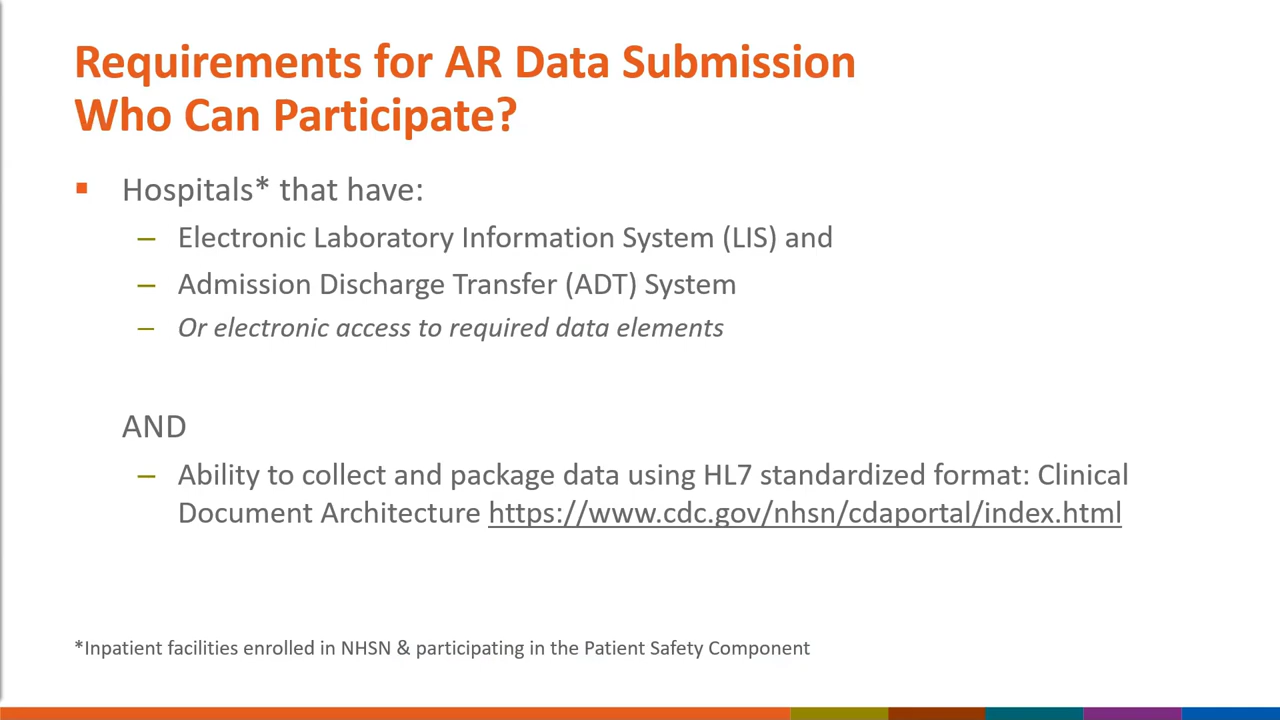 Requirements for AR Data Submission
Who Can Participate?
▪ Hospitals* that have:
– Electronic Laboratory Information System (LIS) and
– Admission Discharge Transfer (ADT) System
– Or electronic access to required data elements
AND
– Ability to collect and package data using HL7 standardized format: Clinical
Document Architecture https://www.cdc.gov/nhsn/cdaportal/index.html
*Inpatient facilities enrolled in NHSN & participating in the Patient Safety Component